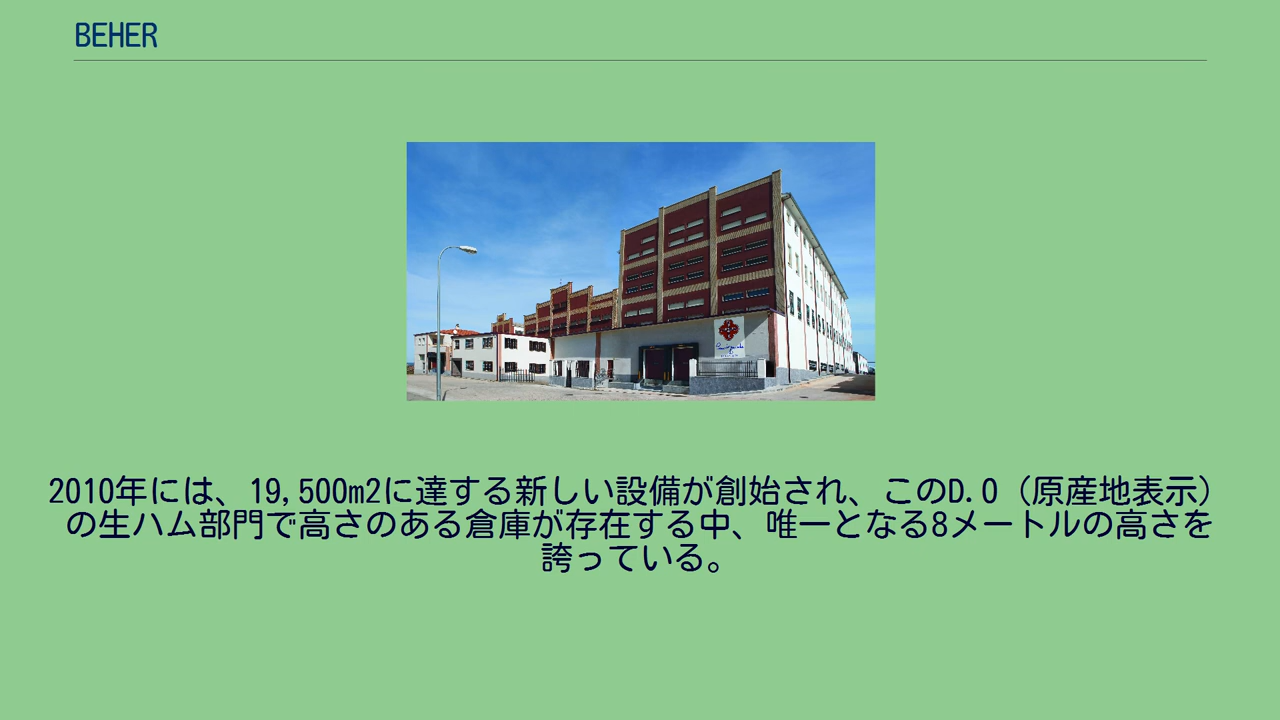 BEHER
2010年には、19,500m2に達する新しい設備が創始され、このD.O（原産地表示）
の生ハム部門で高さのある倉庫が存在する中、唯一となる8メートルの高さを
誇っている。